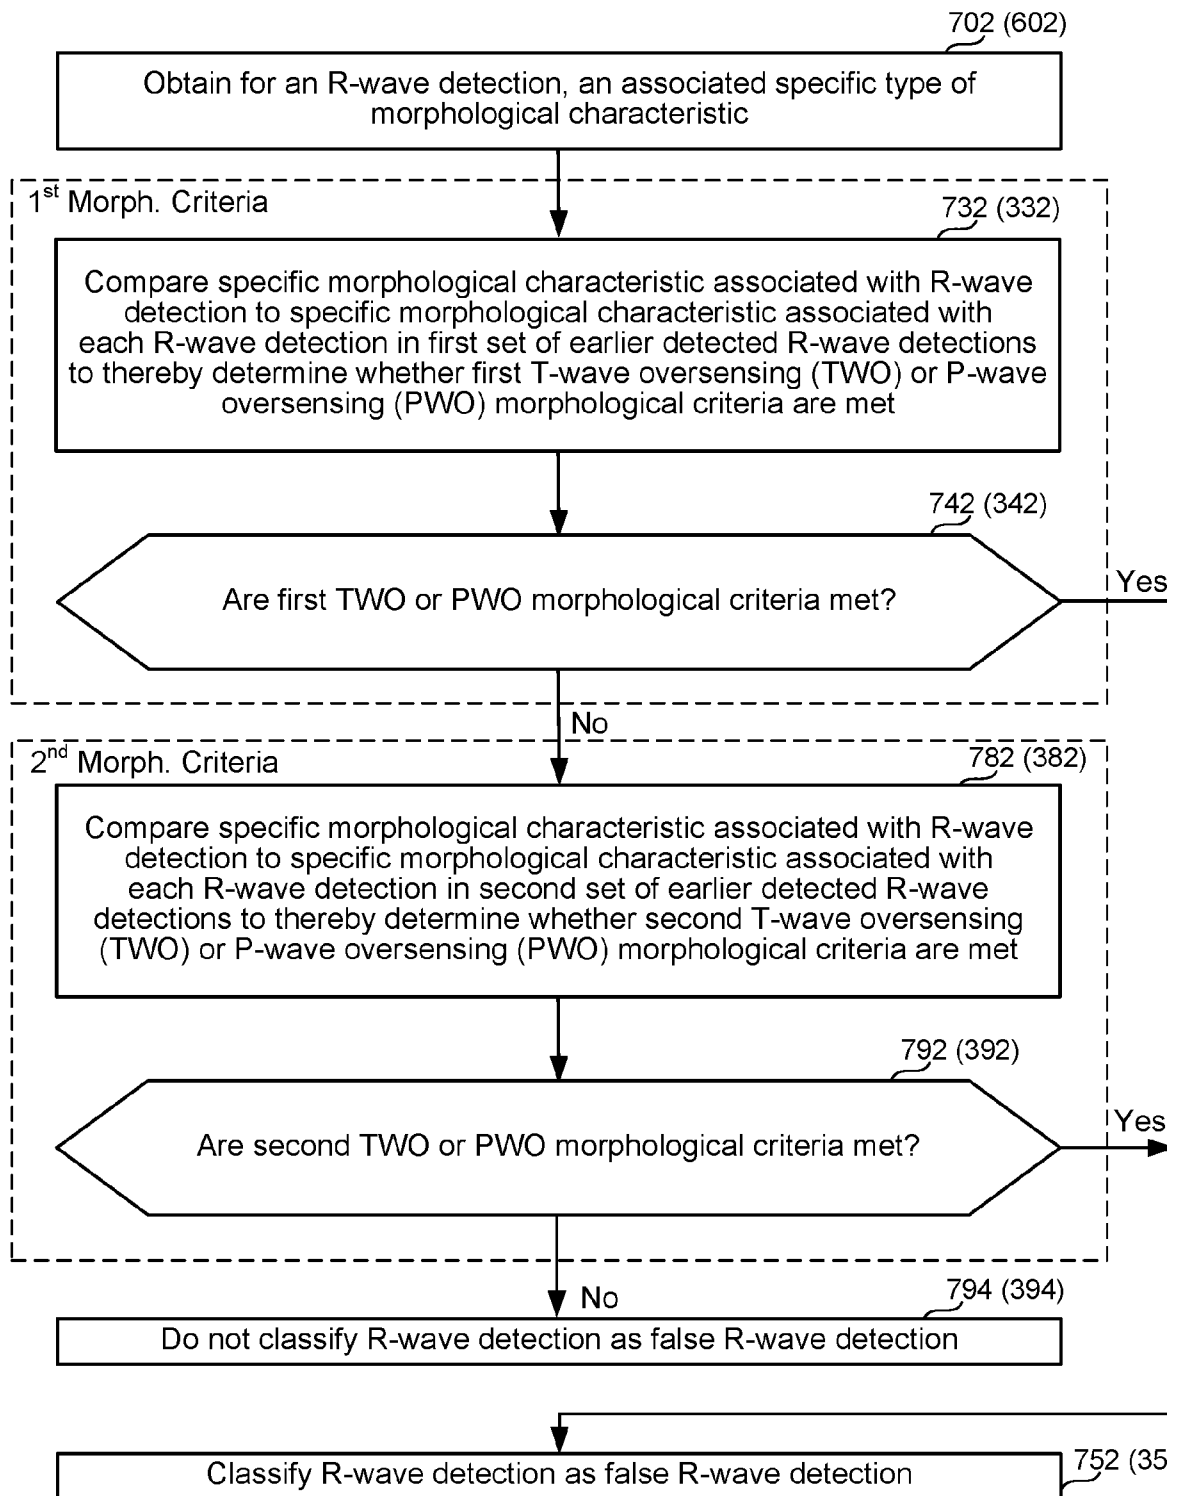 702 (602)
Obtain for an R-wave detection, an associated specific type of
morphological characteristic
1st Morph. Criteria
732 (332)
Compare specific morphological characteristic associated with R-wave
detection to specific morphological characteristic associated with
each R-wave detection in first set of earlier detected R-wave detections
to thereby determine whether first T-wave oversensing (TWO) or P-wave
oversensing (PWO) morphological criteria are met
742 (342)
Are first TWO or PWO morphological criteria met?
Yes
No
2nd Morph. Criteria
782 (382)
Compare specific morphological characteristic associated with R-wave
detection to specific morphological characteristic associated with
each R-wave detection in second set of earlier detected R-wave
detections to thereby determine whether second T-wave oversensing
(TWO) or P-wave oversensing (PWO) morphological criteria are met
792 (392)
Are second TWO or PWO morphological criteria met?
Yes
No
794 (394)
Do not classify R-wave detection as false R-wave detection
Classify R-wave detection as false R-wave detection
752 (35